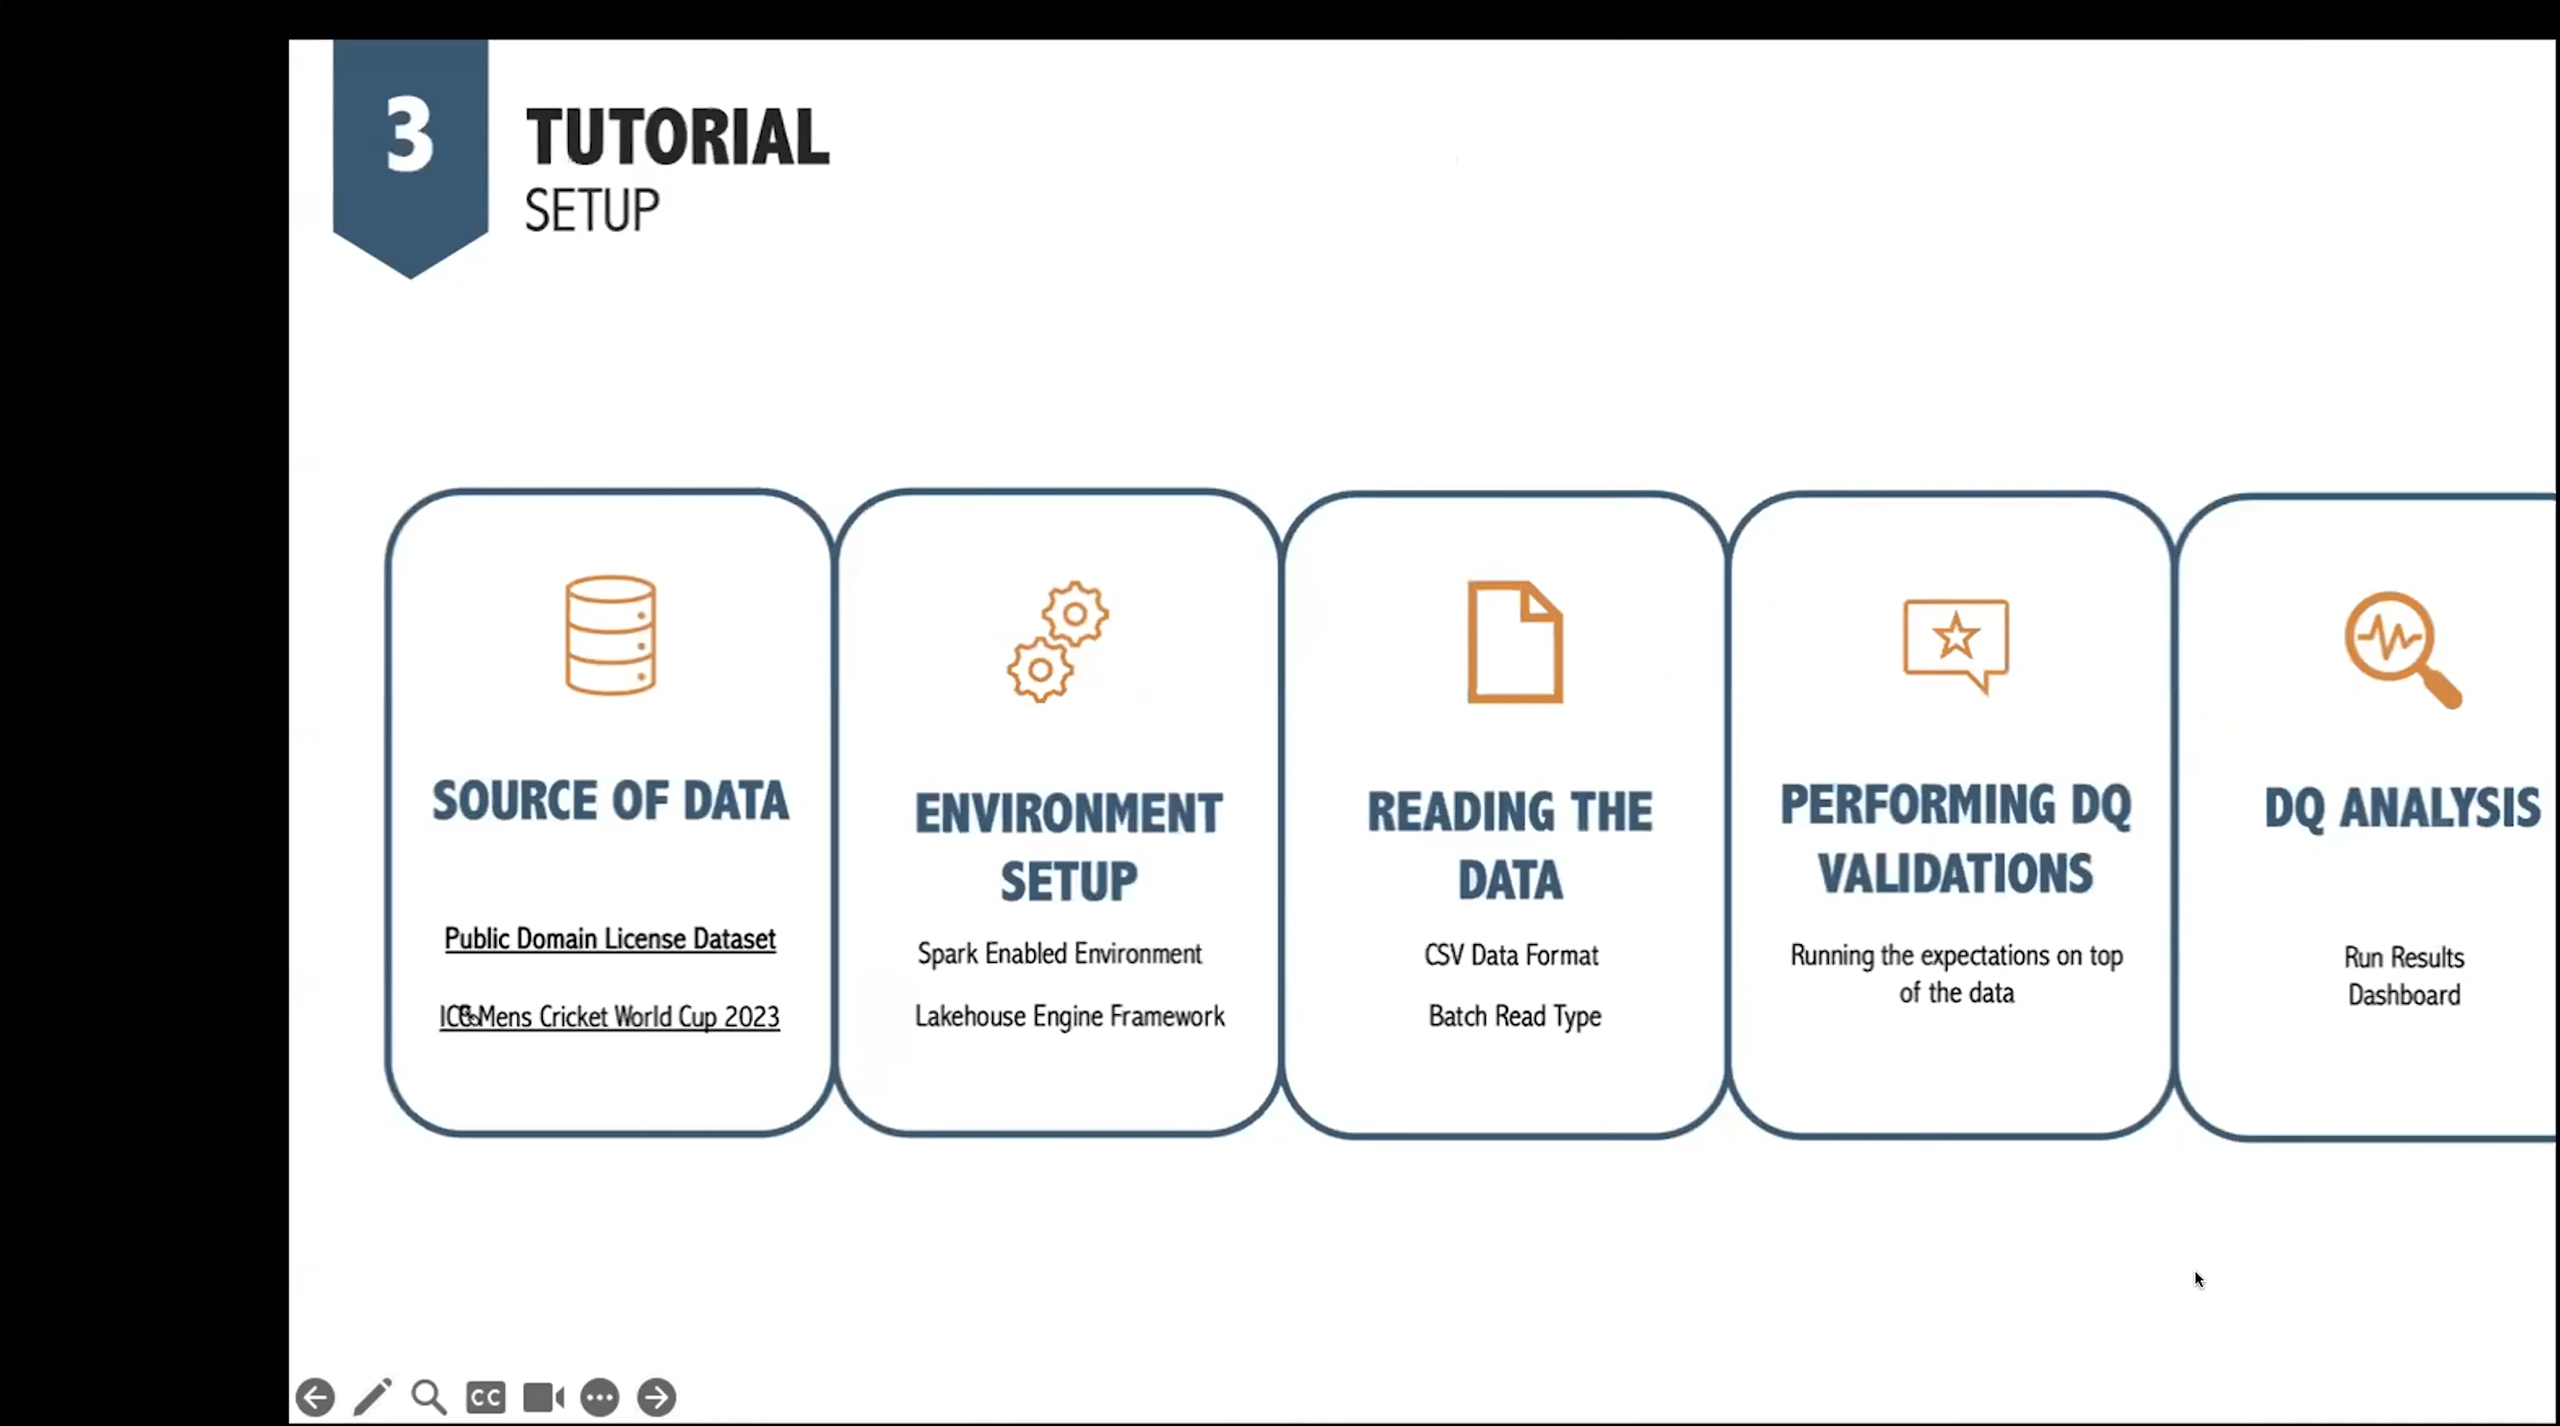 3
TUTORIAL
SETUP
SOURCE OF DATA
Public Domain License Dataset
ICC Mens Cricket World Cup 2023
ENVIRONMENT
SETUP
Spark Enabled Environment
Lakehouse Engine Framework
READING THE
DATA
CSV Data Format
Batch Read Type
PERFORMING DQ
VALIDATIONS
Running the expectations on top
of the data
DQ ANALYSIS
Run Results
Dashboard
CC